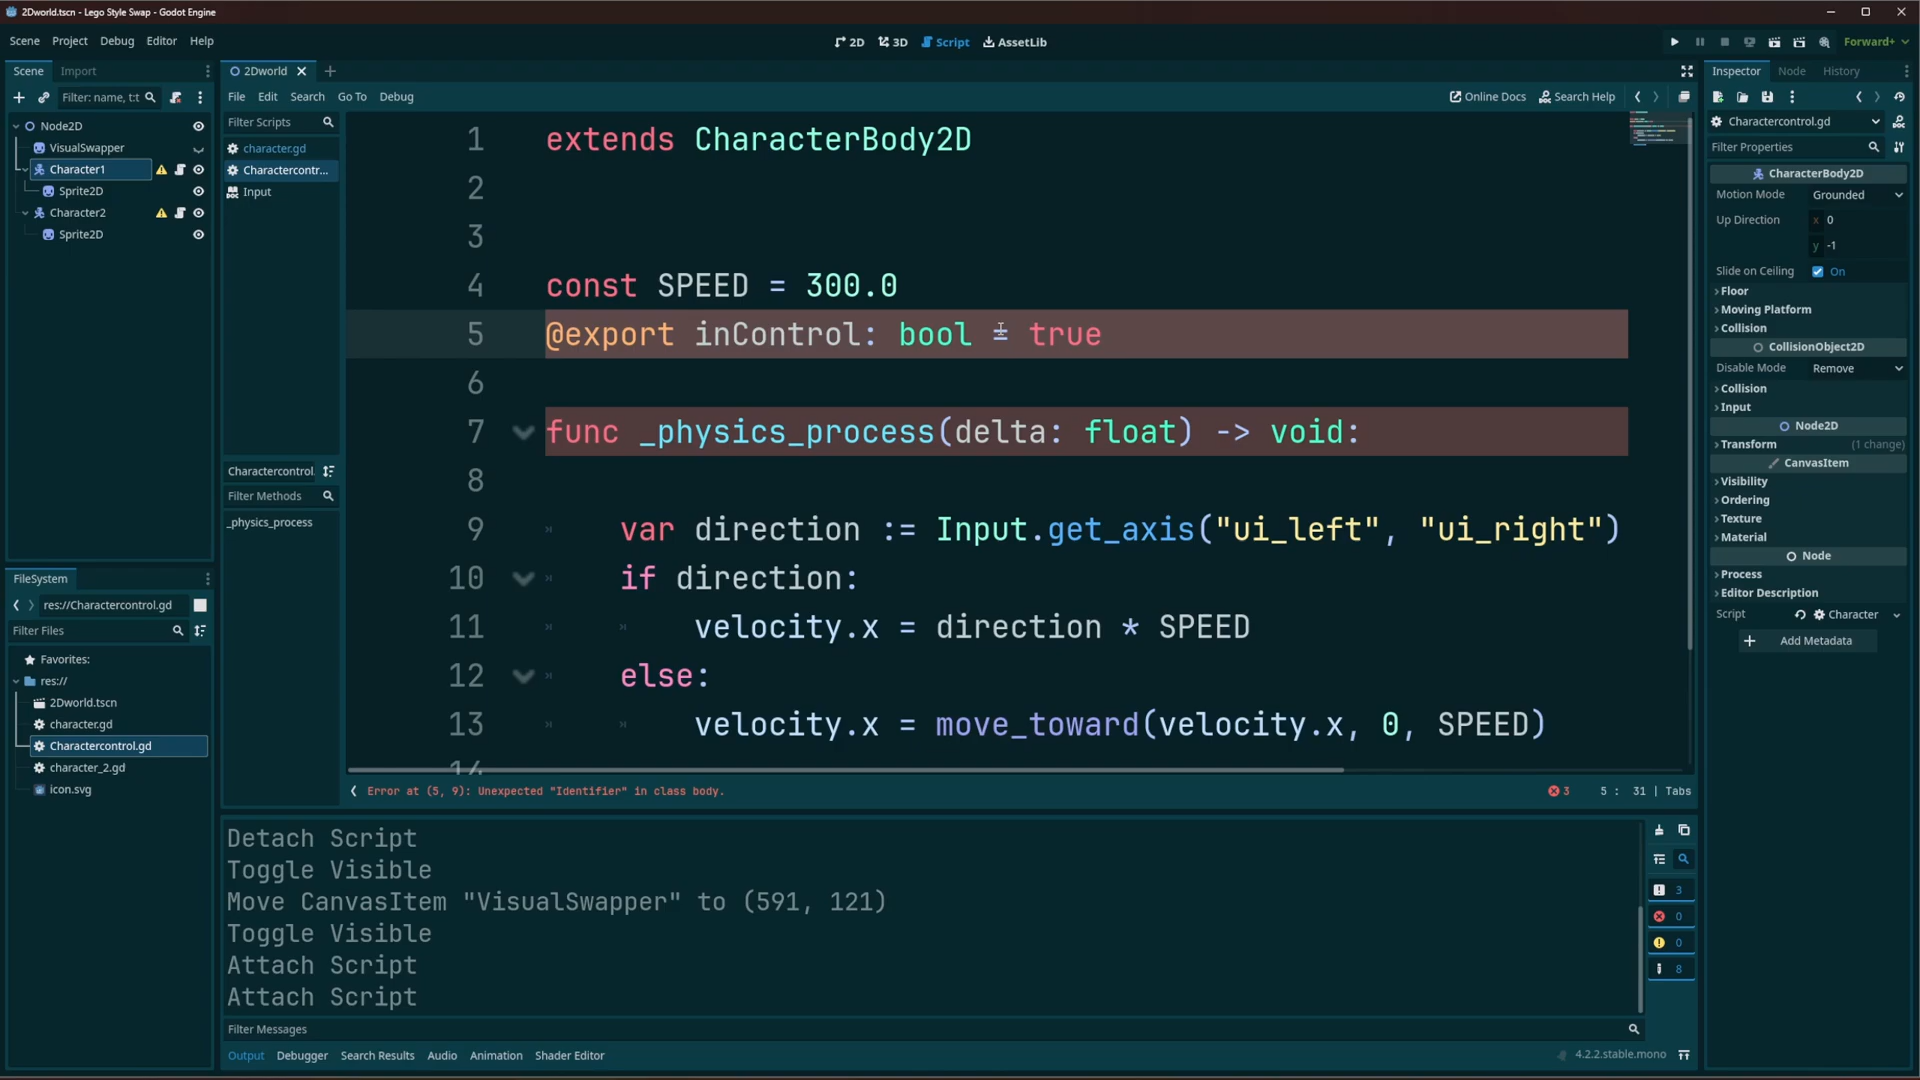 2Dworld.tscn - Lego Style Swap - Godot Engine
Scene Project Debug Editor Help
2D 3D Script AssetLib
Forward+
Scene Import
Filter: name, t:t
Node2D
VisualSwapper
Character1
Sprite2D
Character2
Sprite2D
FileSystem
res://Charactercontrol.gd
Filter Files
Favorites:
res://
2Dworld.tscn
character.gd
Charactercontrol.gd
character_2.gd
icon.svg
2Dworld
File Edit Search Go To Debug
Online Docs Search Help
Filter Scripts
character.gd
Charactercontr...
Input
Charactercontrol.
Filter Methods
_physics_process
1 extends CharacterBody2D
2
3
4 const SPEED = 300.0
5 @export inControl: bool = true
6
7 func _physics_process(delta: float) -> void:
8
9 var direction := Input.get_axis("ui_left", "ui_right")
10 if direction:
11 velocity.x = direction * SPEED
12 else:
13 velocity.x = move_toward(velocity.x, 0, SPEED)
14
Error at (5, 9): Unexpected "Identifier" in class body.
3 5 : 31 | Tabs
Detach Script
Toggle Visible
Move CanvasItem "VisualSwapper" to (591, 121)
Toggle Visible
Attach Script
Attach Script
3
0
0
8
Filter Messages
Output Debugger Search Results Audio Animation Shader Editor
4.2.2.stable.mono
Inspector Node History
Charactercontrol.gd
Filter Properties
CharacterBody2D
Motion Mode Grounded
Up Direction x 0
y -1
Slide on Ceiling On
Floor
Moving Platform
Collision
CollisionObject2D
Disable Mode Remove
Collision
Input
Node2D
Transform (1 change)
CanvasItem
Visibility
Ordering
Texture
Material
Node
Process
Editor Description
Script Character
Add Metadata